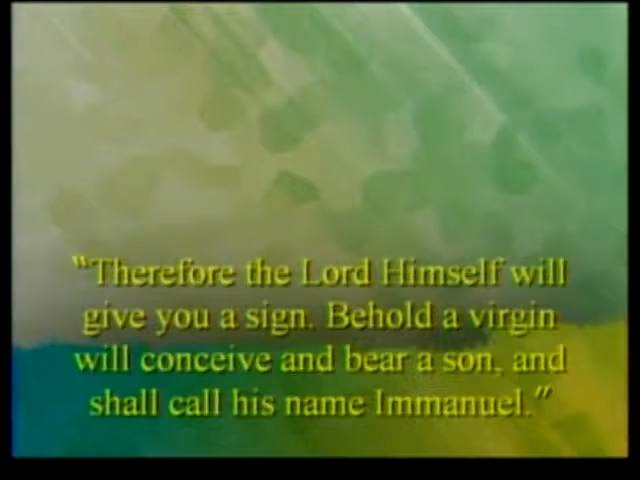 "Therefore the Lord Himself will
give you a sign. Behold a virgin
will conceive and bear a son, and
shall call his name Immanuel."